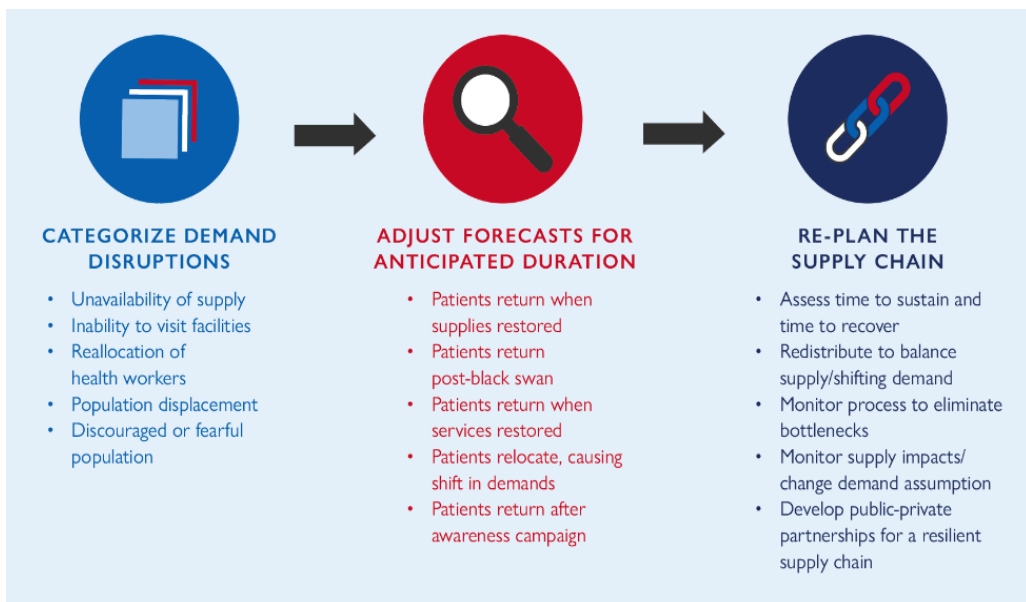 CATEGORIZE DEMAND
DISRUPTIONS
• Unavailability of supply
• Inability to visit facilities
• Reallocation of
health workers
• Population displacement
• Discouraged or fearful
population
ADJUST FORECASTS FOR
ANTICIPATED DURATION
• Patients return when
supplies restored
• Patients return
post-black swan
• Patients return when
services restored
• Patients relocate, causing
shift in demands
• Patients return after
awareness campaign
RE-PLAN THE
SUPPLY CHAIN
• Assess time to sustain and
time to recover
• Redistribute to balance
supply/shifting demand
• Monitor process to eliminate
bottlenecks
• Monitor supply impacts/
change demand assumption
• Develop public-private
partnerships for a resilient
supply chain